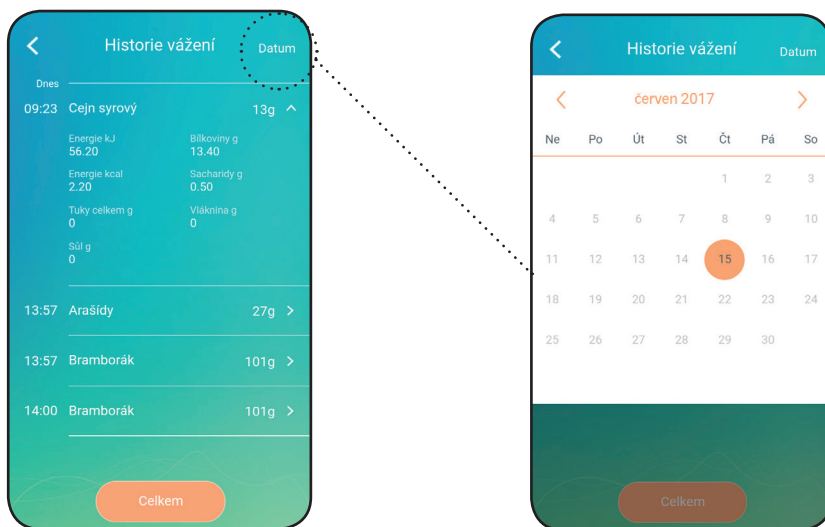 Historie vážení Datum
Dnes
09:23 Cejn syrový 13g
Energie kJ Bílkoviny g
56.20 13.40
Energie kcal Sacharidy g
2.20 0.50
Tuky celkem g Vláknina g
0 0
Sůl g
0
13:57 Arašídy 27g
13:57 Bramborák 101g
14:00 Bramborák 101g
Celkem
Historie vážení Datum
červen 2017
Ne Po Út St Čt Pá So
1 2 3
4 5 6 7 8 9 10
11 12 13 14 15 16 17
18 19 20 21 22 23 24
25 26 27 28 29 30
Celkem